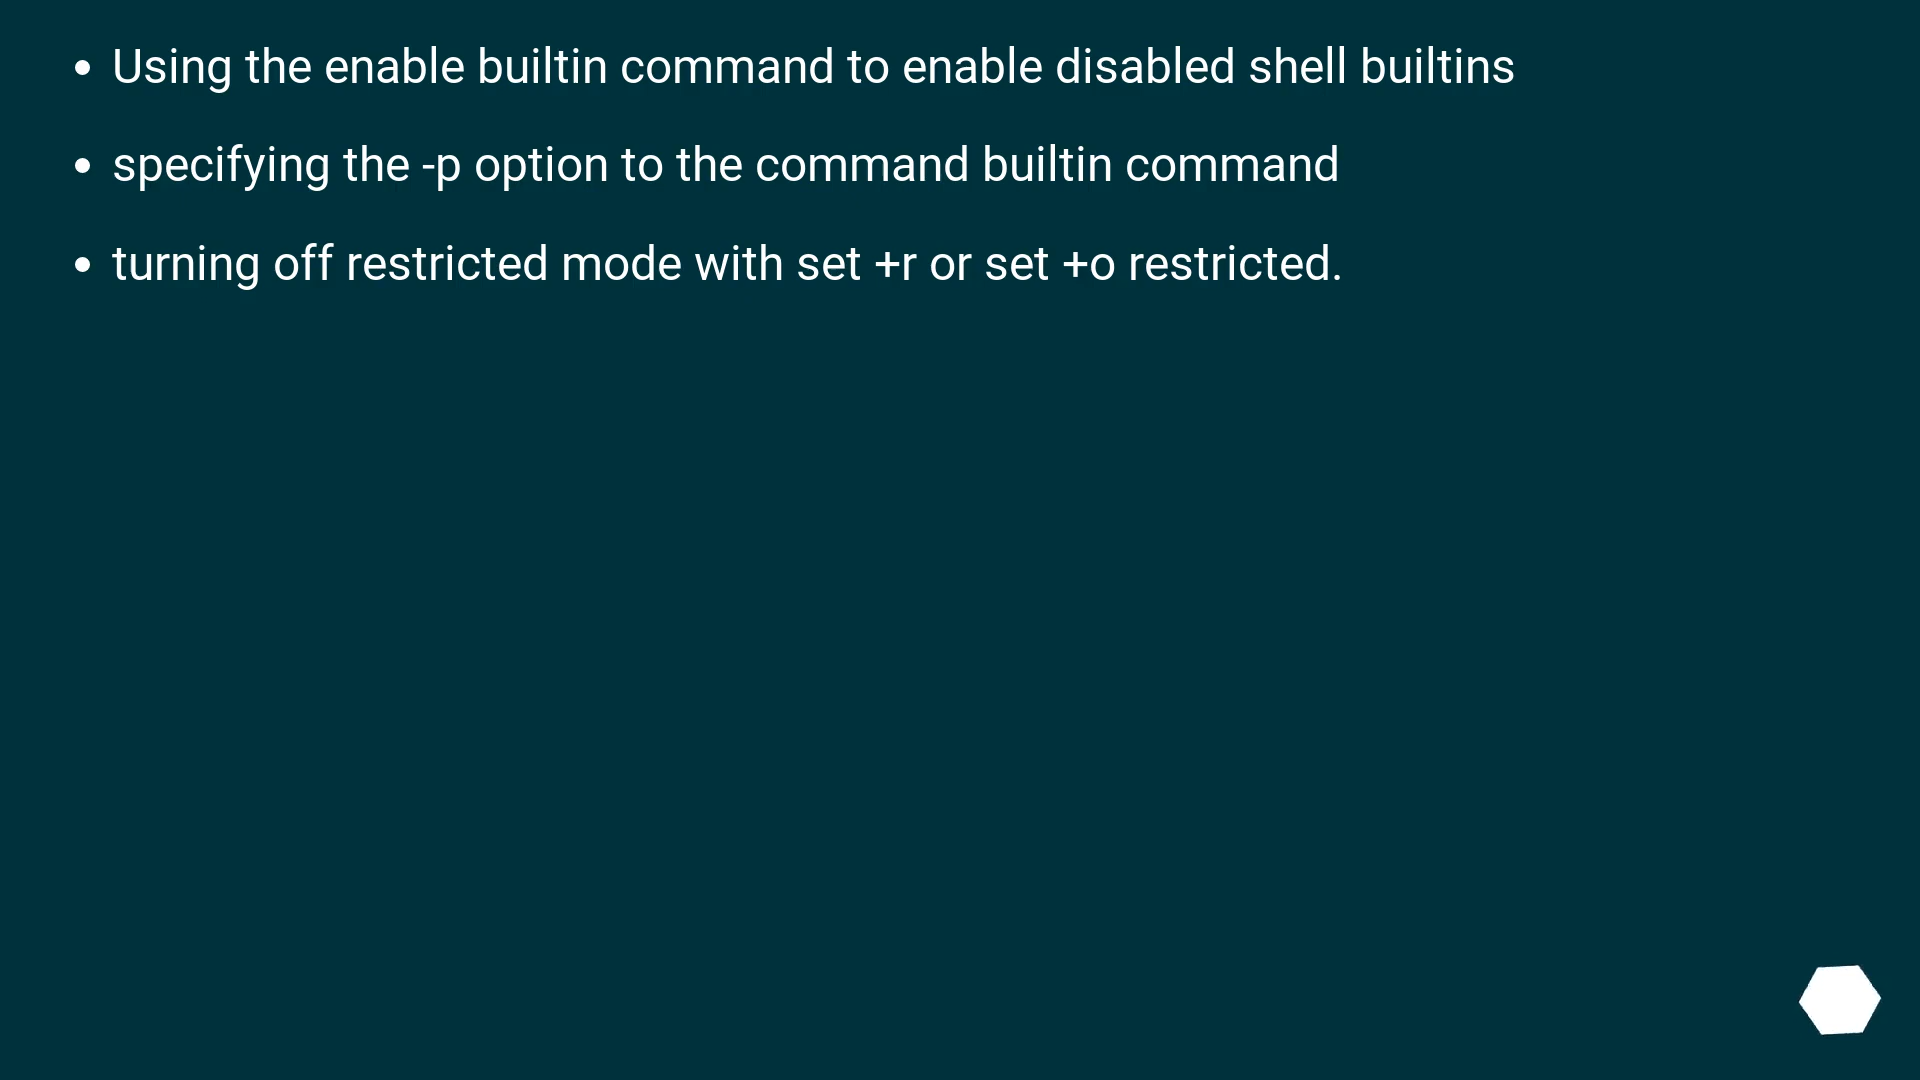 Using the enable builtin command to enable disabled shell builtins
specifying the -p option to the command builtin command
turning off restricted mode with set +r or set +o restricted.